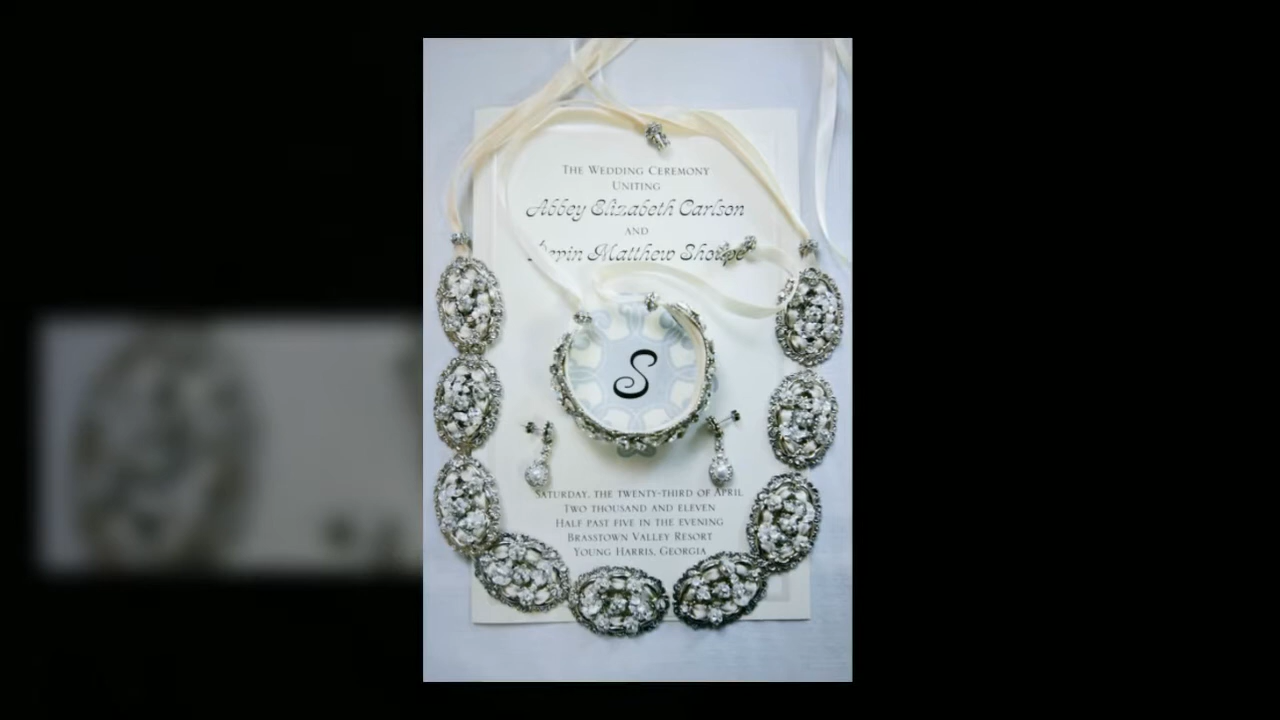 The Wedding Ceremony
Uniting
Abbey Elizabeth Carlson
and
Matthew
S
Saturday, the twenty-third of April
Two thousand and eleven
Half past five in the evening
Brasstown Valley Resort
Young Harris, Georgia